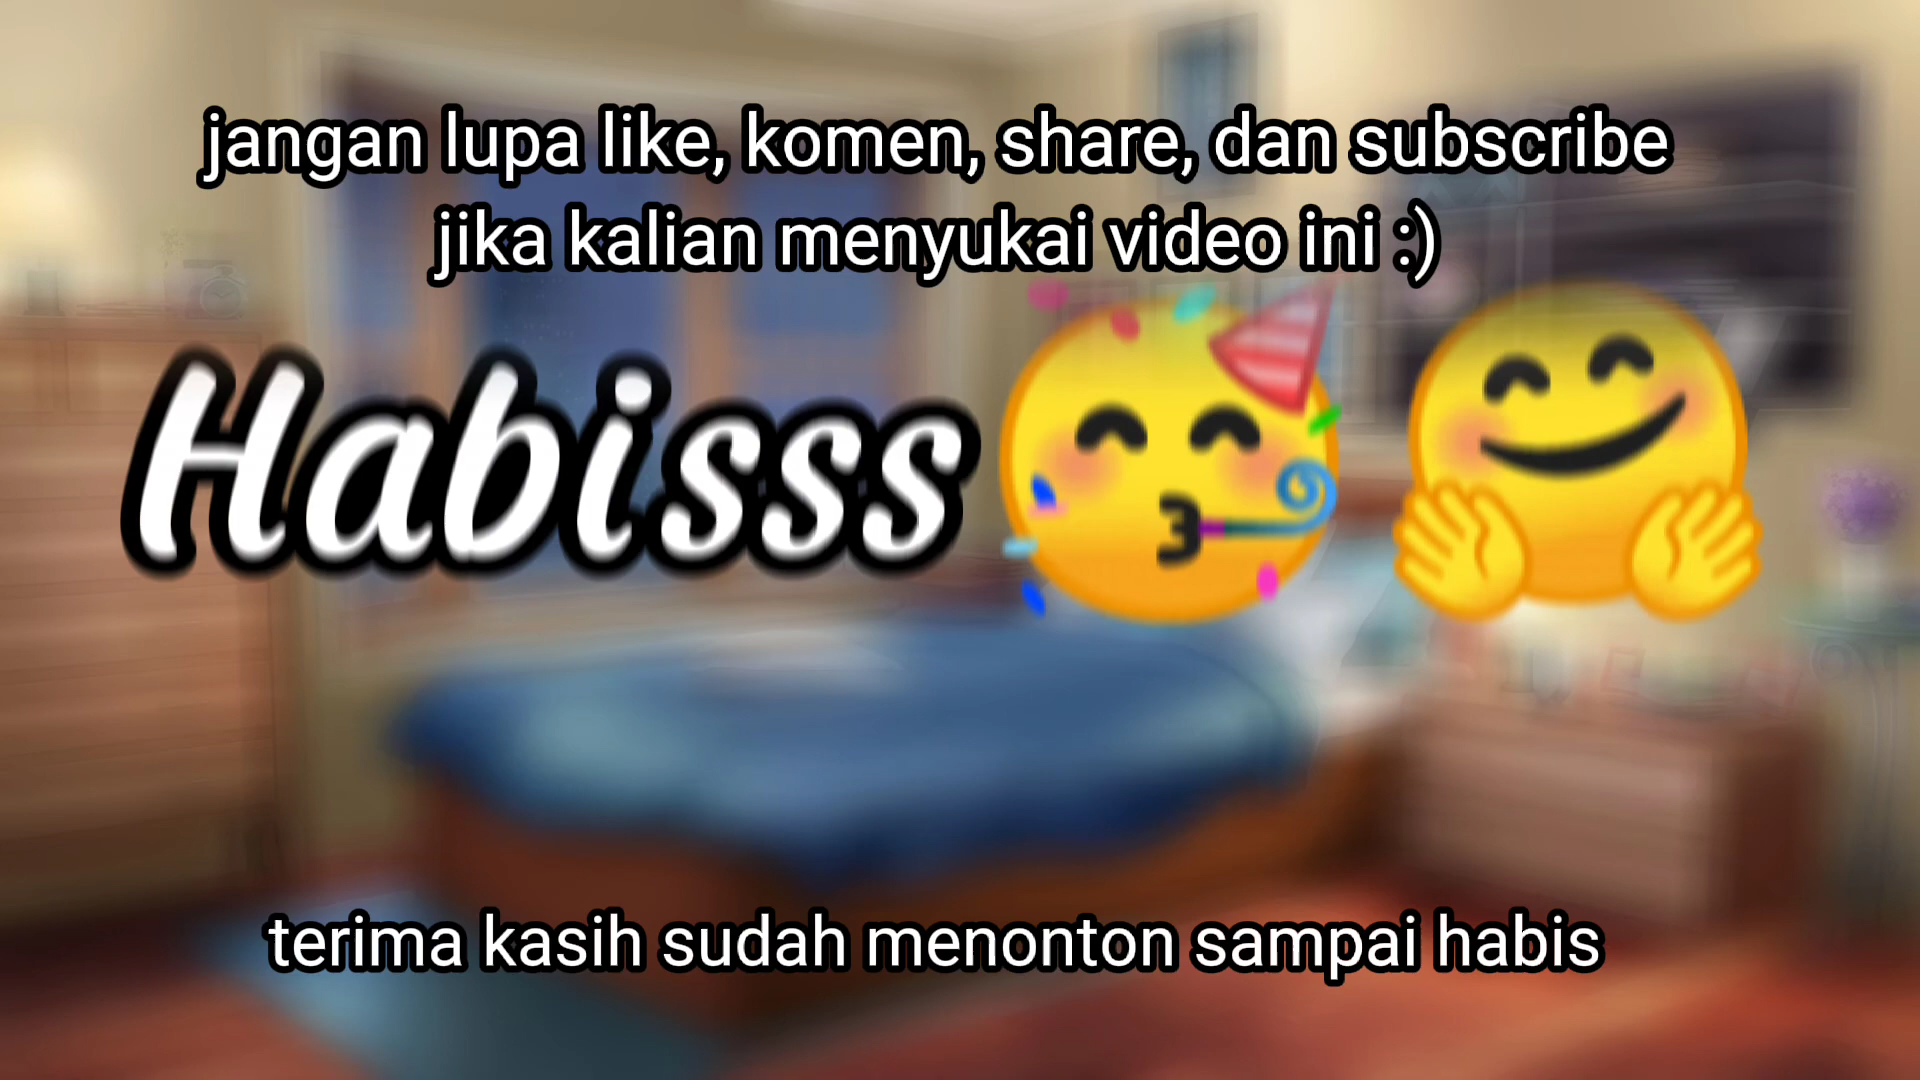 jangan lupa like, komen, share, dan subscribe
jika kalian menyukai video ini :)
Habisss🥳🤗
terima kasih sudah menonton sampai habis